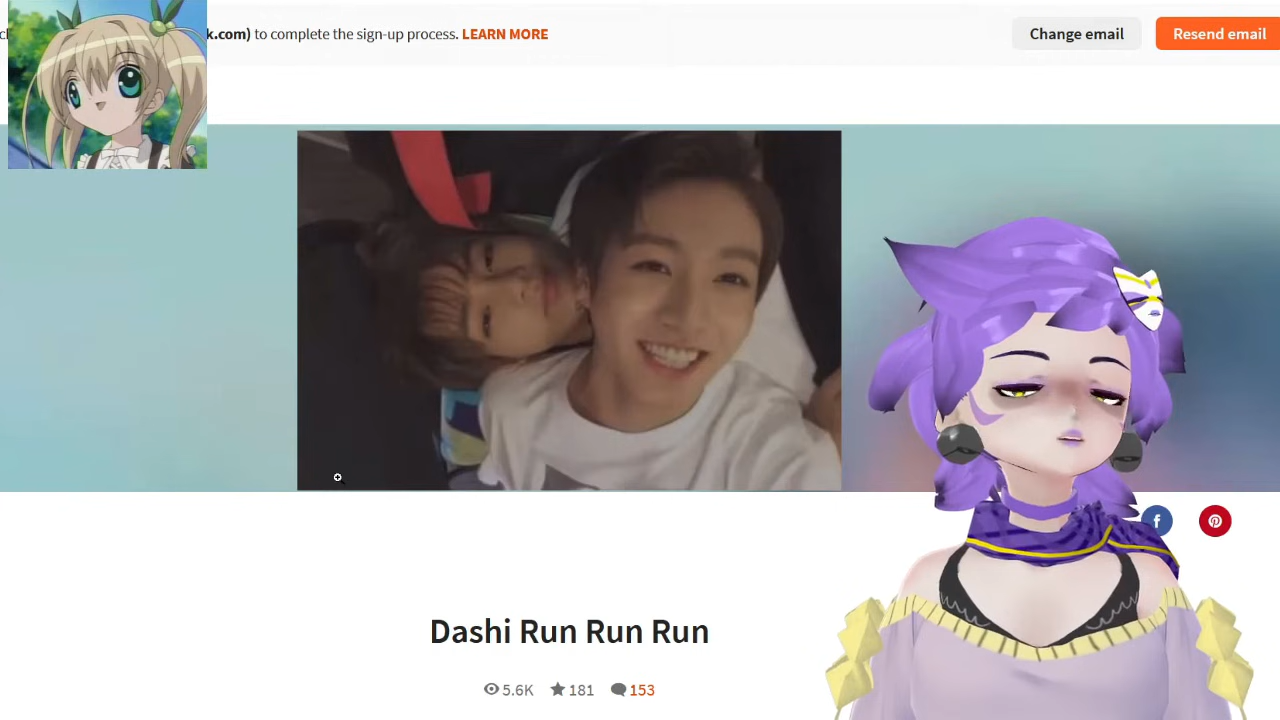 k.com) to complete the sign-up process. LEARN MORE
Change email
Resend email
Dashi Run Run Run
5.6K 181 153